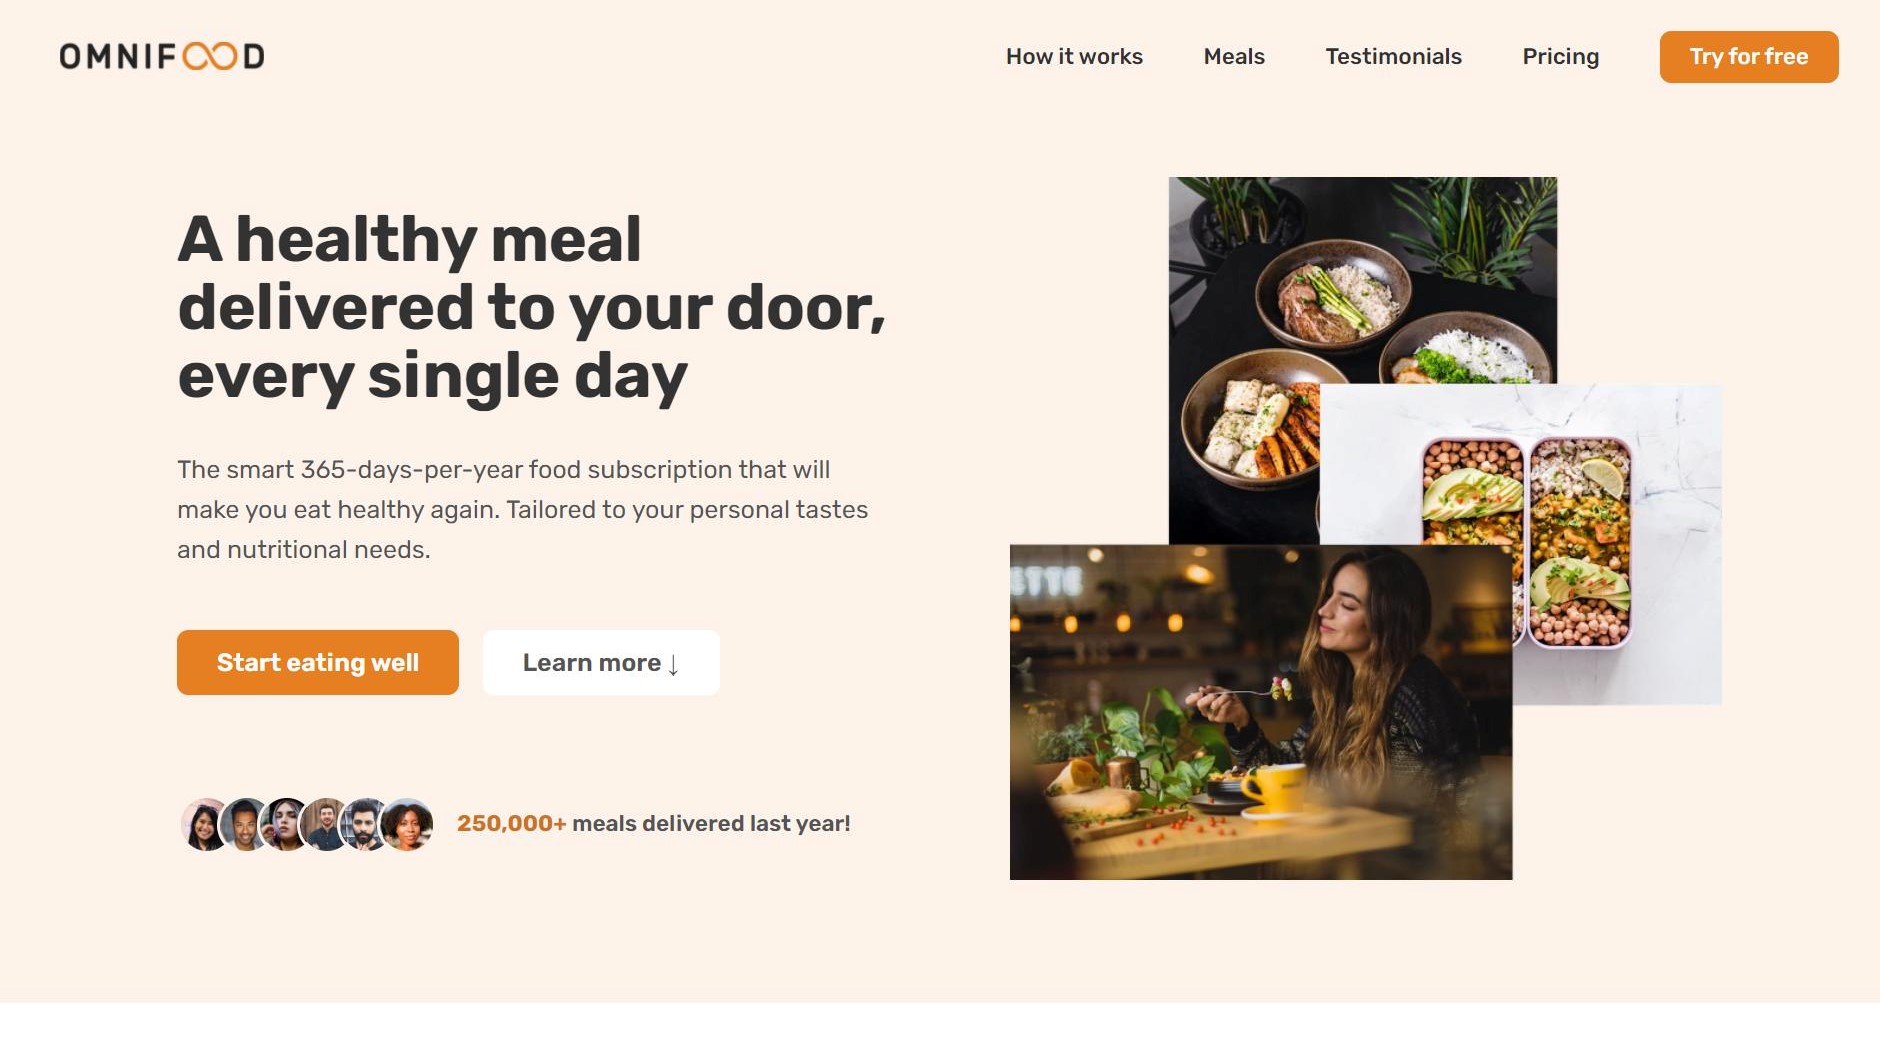 OMNIFOOD
How it works
Meals
Testimonials
Pricing
Try for free
A healthy meal
delivered to your door,
every single day
The smart 365-days-per-year food subscription that will
make you eat healthy again. Tailored to your personal tastes
and nutritional needs.
Start eating well
Learn more ↓
250,000+ meals delivered last year!
ETTE